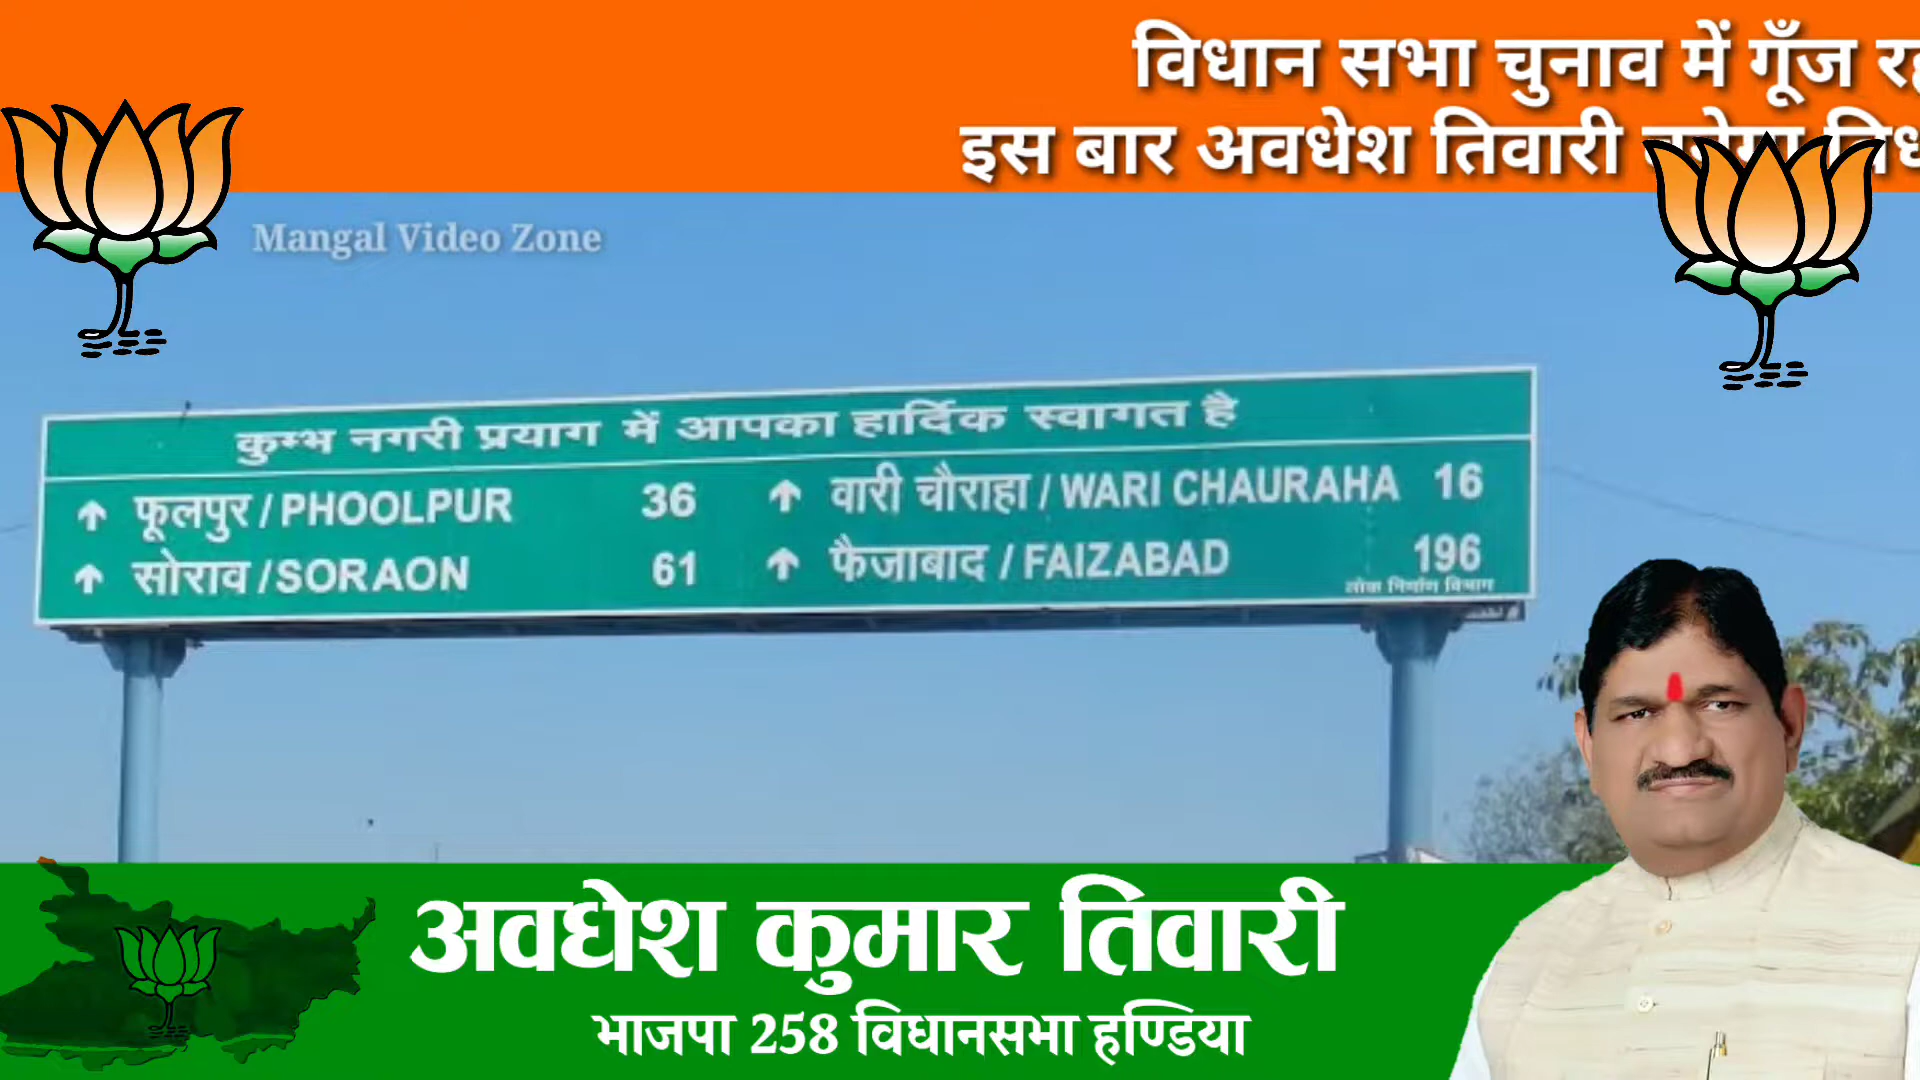 विधान सभा चुनाव में गूँज
इस बार अवधेश तिवारी
Mangal Video Zone
कुम्भ नगरी प्रयाग में आपका हार्दिक स्वागत है
↑ फूलपुर / PHOOLPUR 36 ↑ वारी चौराहा / WARI CHAURAHA 16
↑ सोराव / SORAON 61 ↑ फैजाबाद / FAIZABAD 196
लोक निर्माण विभाग
अवधेश कुमार तिवारी
भाजपा 258 विधानसभा हण्डिया